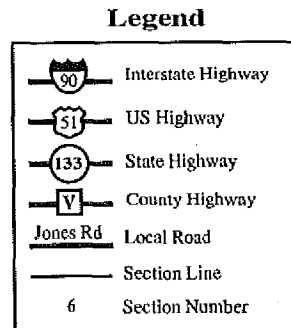 Legend
90 Interstate Highway
51 US Highway
133 State Highway
V County Highway
Jones Rd Local Road
Section Line
6 Section Number